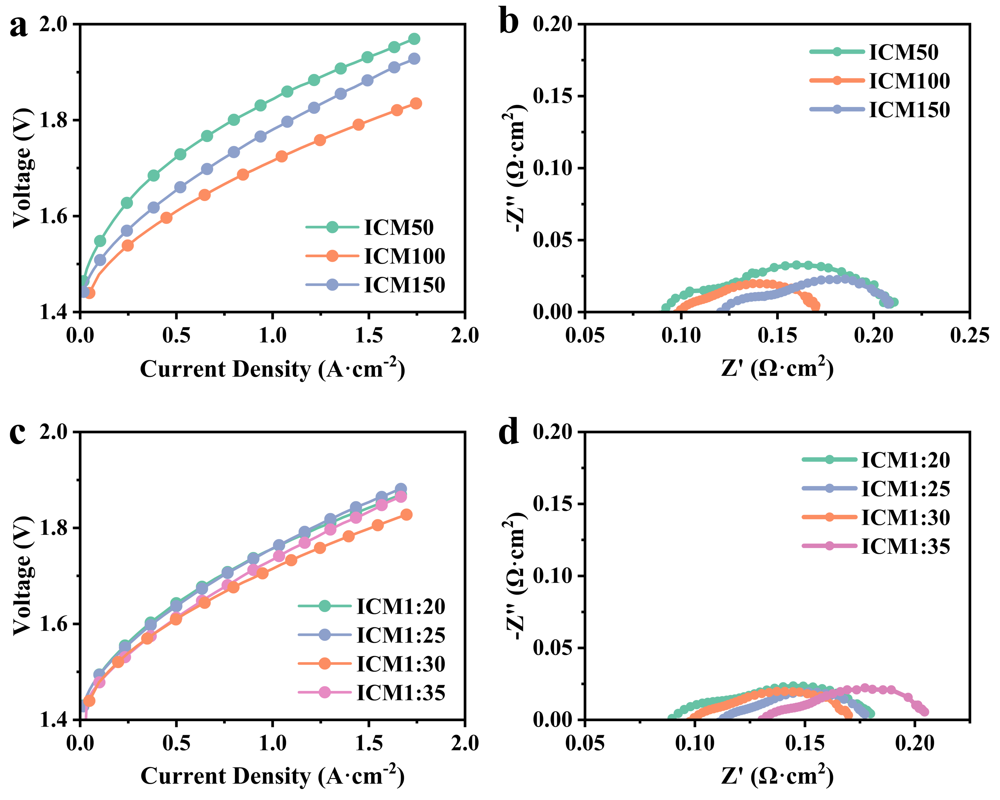 a
2.0
1.8
1.6
1.4
Voltage (V)
ICM50
ICM100
ICM150
0.0 0.5 1.0 1.5 2.0
Current Density (A·cm-2)
b
0.20
0.15
0.10
0.05
0.00
-Z" (Ω·cm2)
ICM50
ICM100
ICM150
0.05 0.10 0.15 0.20 0.25
Z' (Ω·cm2)
c
2.0
1.8
1.6
1.4
Voltage (V)
ICM1:20
ICM1:25
ICM1:30
ICM1:35
0.0 0.5 1.0 1.5 2.0
Current Density (A·cm-2)
d
0.20
0.15
0.10
0.05
0.00
-Z" (Ω·cm2)
ICM1:20
ICM1:25
ICM1:30
ICM1:35
0.05 0.10 0.15 0.20
Z' (Ω·cm2)